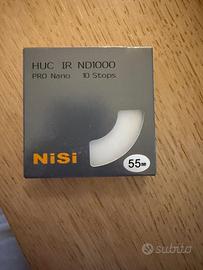 HUC IR ND1000
PRO Nano 10 Stops
NiSi
55mm
subito